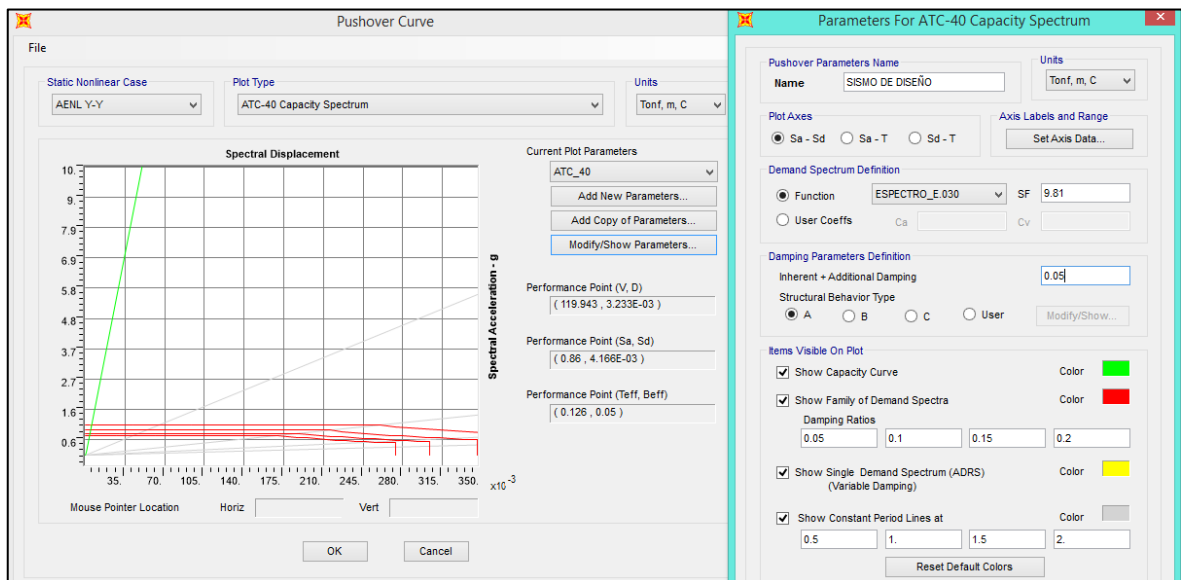 Pushover Curve
File
Static Nonlinear Case
AENL Y-Y
Plot Type
ATC-40 Capacity Spectrum
Units
Tonf, m, C
Spectral Displacement
10.
9.
7.9
6.9
5.8
4.8
3.7
2.7
1.6
0.6
35. 70. 105. 140. 175. 210. 245. 280. 315. 350. x10 -3
Spectral Acceleration - g
Mouse Pointer Location Horiz Vert
OK Cancel
Current Plot Parameters
ATC_40
Add New Parameters...
Add Copy of Parameters...
Modify/Show Parameters...
Performance Point (V, D)
( 119.943 , 3.233E-03 )
Performance Point (Sa, Sd)
( 0.86 , 4.166E-03 )
Performance Point (Teff, Beff)
( 0.126 , 0.05 )
Parameters For ATC-40 Capacity Spectrum
Pushover Parameters Name
Name SISMO DE DISEÑO
Units
Tonf, m, C
Plot Axes
Sa - Sd Sa - T Sd - T
Axis Labels and Range
Set Axis Data...
Demand Spectrum Definition
Function ESPECTRO_E.030 SF 9.81
User Coeffs Ca Cv
Damping Parameters Definition
Inherent + Additional Damping 0.05
Structural Behavior Type
A B C User Modify/Show...
Items Visible On Plot
Show Capacity Curve Color
Show Family of Demand Spectra Color
Damping Ratios
0.05 0.1 0.15 0.2
Show Single Demand Spectrum (ADRS) Color
(Variable Damping)
Show Constant Period Lines at Color
0.5 1. 1.5 2.
Reset Default Colors